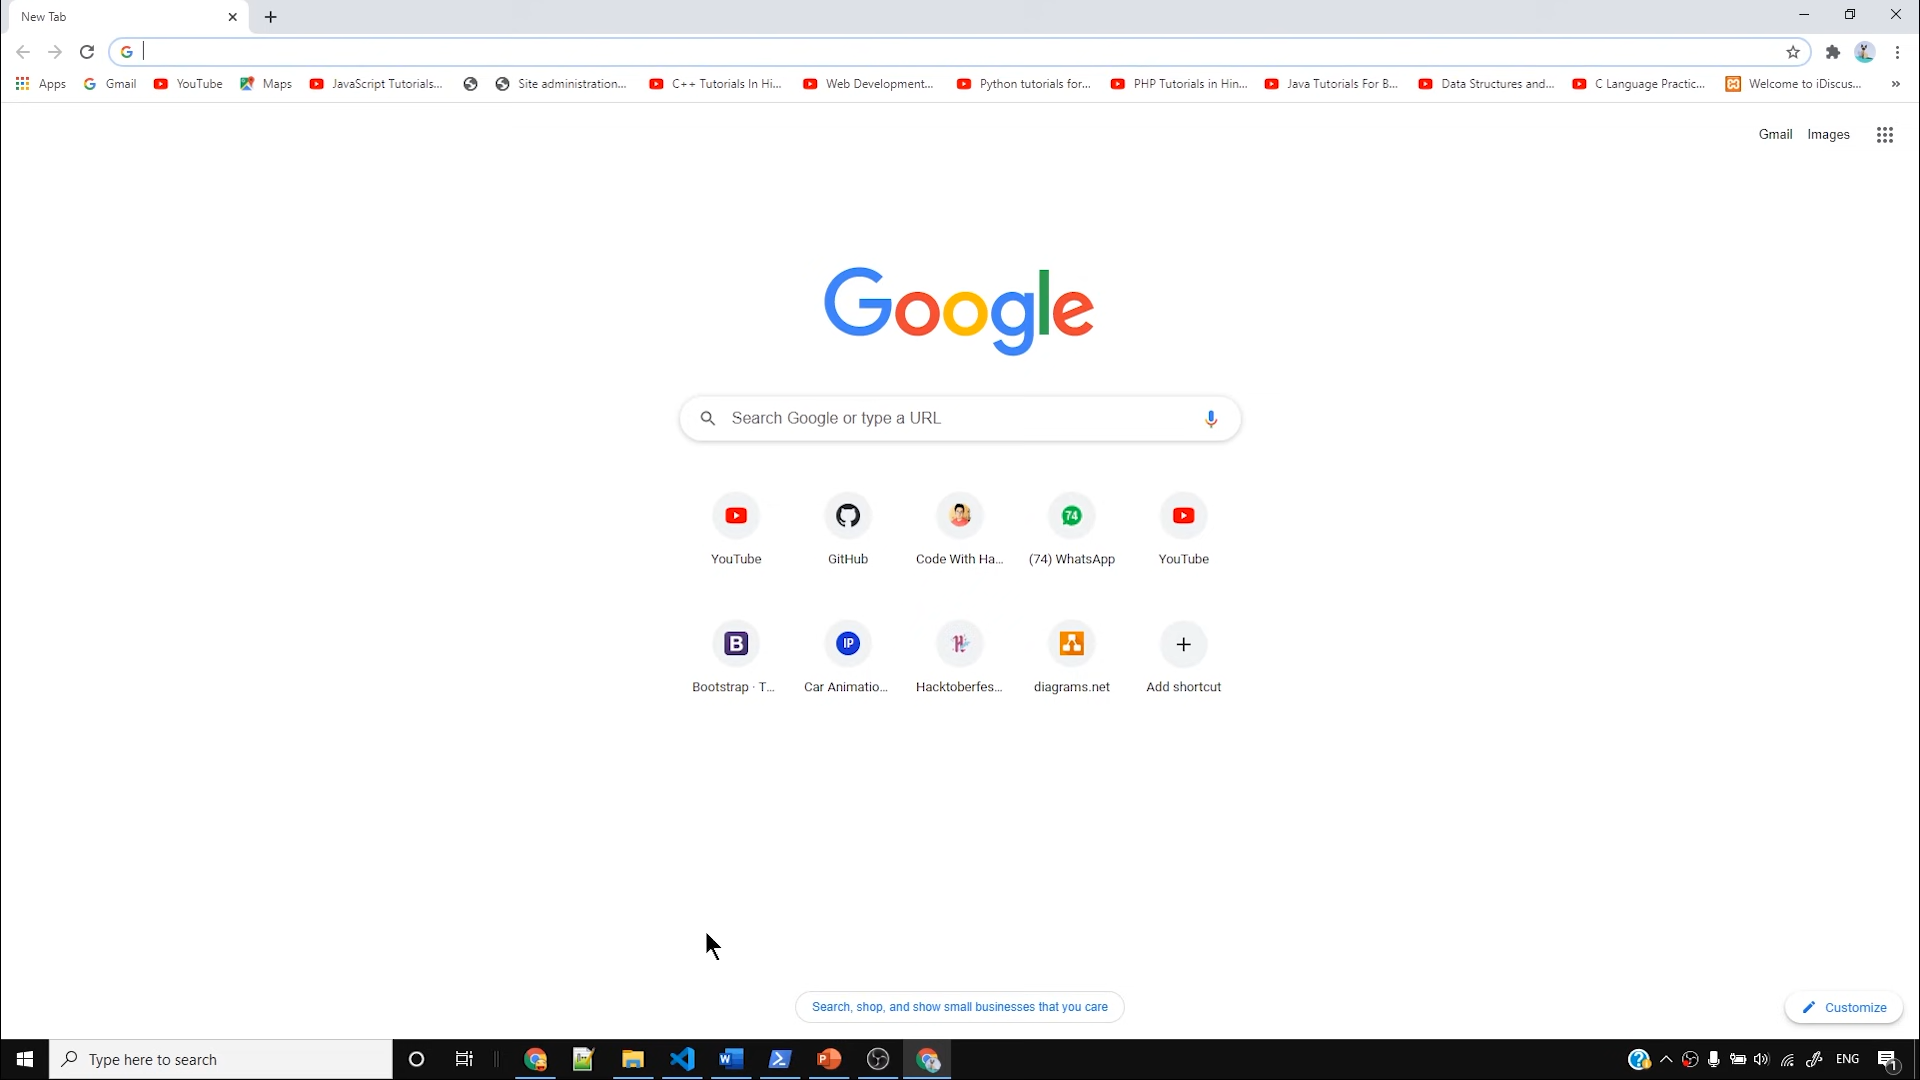 New Tab
Apps Gmail YouTube Maps JavaScript Tutorials... Site administration... C++ Tutorials In Hi... Web Development... Python tutorials for... PHP Tutorials in Hin... Java Tutorials For B... Data Structures and... C Language Practic... Welcome to iDiscus... »
Gmail Images
Google
Search Google or type a URL
74
YouTube GitHub Code With Ha... (74) WhatsApp YouTube
B IP H
Bootstrap · T... Car Animatio... Hacktoberfes... diagrams.net Add shortcut
Search, shop, and show small businesses that you care
Customize
Type here to search ENG 1